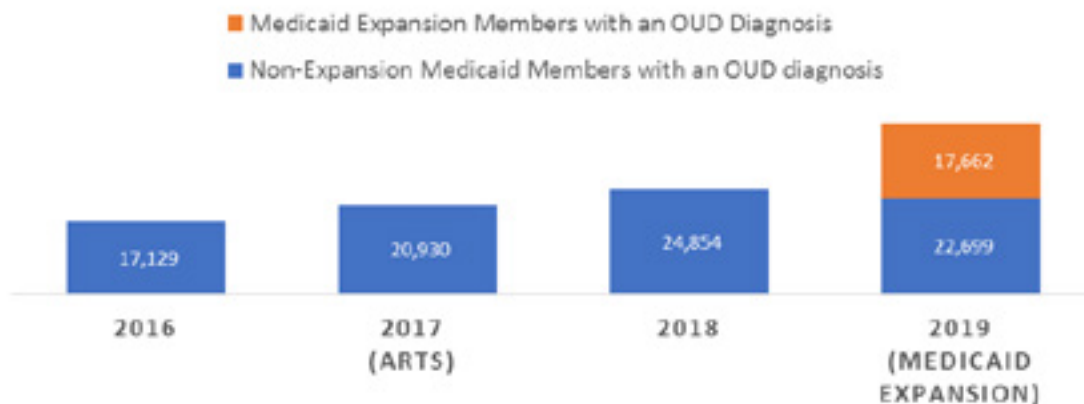 Medicaid Expansion Members with an OUD Diagnosis
Non-Expansion Medicaid Members with an OUD diagnosis
17,662
17,129
20,930
24,854
22,699
2016
2017
(ARTS)
2018
2019
(MEDICAID
EXPANSION)